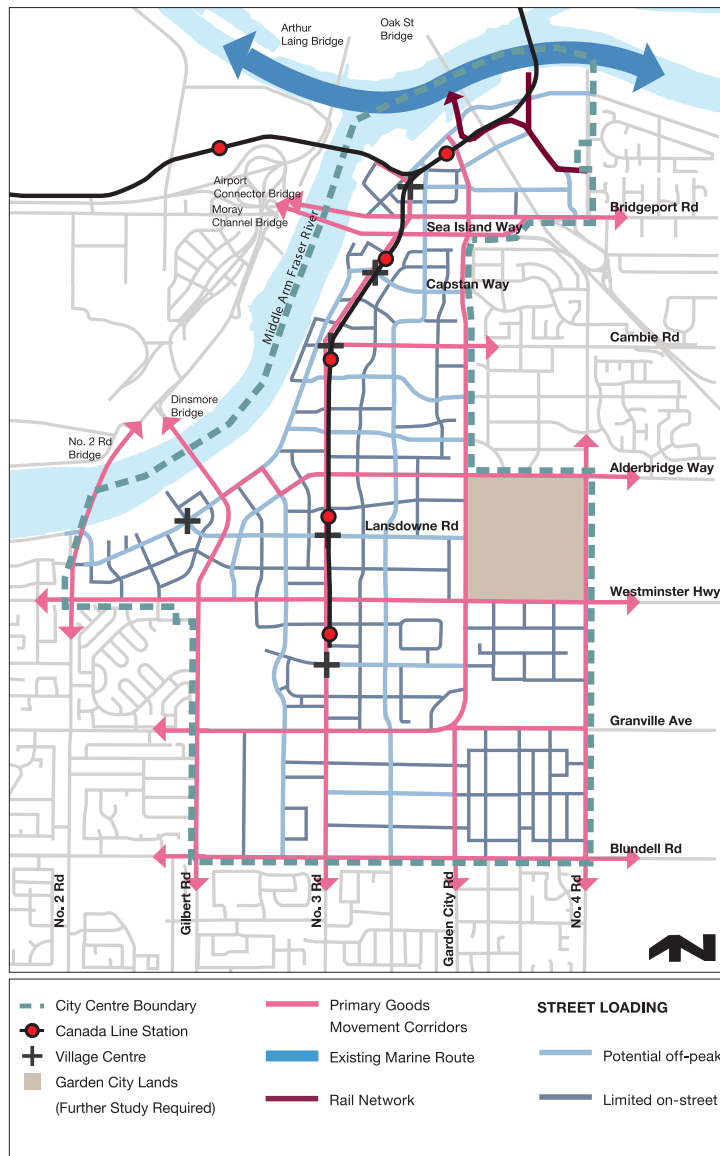 Arthur
Laing Bridge
Oak St
Bridge
Airport
Connector Bridge
Moray
Channel Bridge
Bridgeport Rd
Sea Island Way
Middle Arm Fraser River
Capstan Way
Cambie Rd
Dinsmore
Bridge
No. 2 Rd
Bridge
Alderbridge Way
Lansdowne Rd
Westminster Hwy
Granville Ave
Blundell Rd
No. 2 Rd
Gilbert Rd
No. 3 Rd
Garden City Rd
No. 4 Rd
N
City Centre Boundary
Canada Line Station
Village Centre
Garden City Lands
(Further Study Required)
Primary Goods
Movement Corridors
Existing Marine Route
Rail Network
STREET LOADING
Potential off-peak
Limited on-street